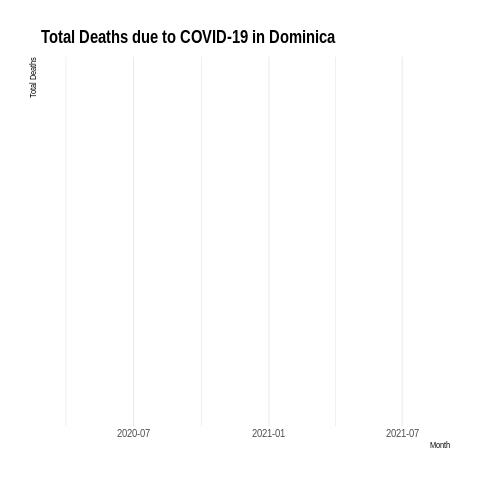 Total Deaths due to COVID-19 in Dominica
Total Deaths
2020-07 2021-01 2021-07
Month